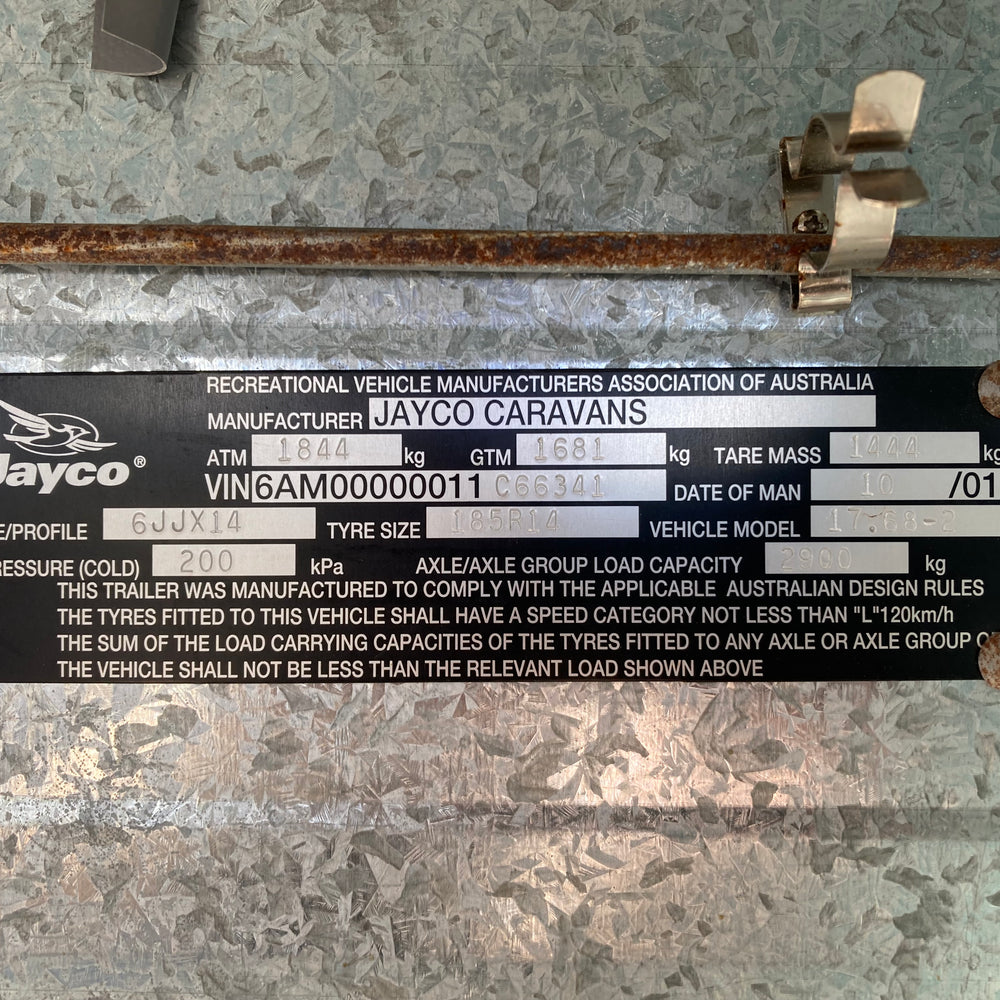 RECREATIONAL VEHICLE MANUFACTURERS ASSOCIATION OF AUSTRALIA
MANUFACTURER JAYCO CARAVANS
Jayco®
ATM 1844 kg GTM 1681 kg TARE MASS 1444 kg
VIN 6AM00000011 C66341 DATE OF MAN 10 /01
E/PROFILE 6JJX14 TYRE SIZE 185R14 VEHICLE MODEL 17.68-2
RESSURE (COLD) 200 kPa AXLE/AXLE GROUP LOAD CAPACITY 2900 kg
THIS TRAILER WAS MANUFACTURED TO COMPLY WITH THE APPLICABLE AUSTRALIAN DESIGN RULES
THE TYRES FITTED TO THIS VEHICLE SHALL HAVE A SPEED CATEGORY NOT LESS THAN "L"120km/h
THE SUM OF THE LOAD CARRYING CAPACITIES OF THE TYRES FITTED TO ANY AXLE OR AXLE GROUP O
THE VEHICLE SHALL NOT BE LESS THAN THE RELEVANT LOAD SHOWN ABOVE